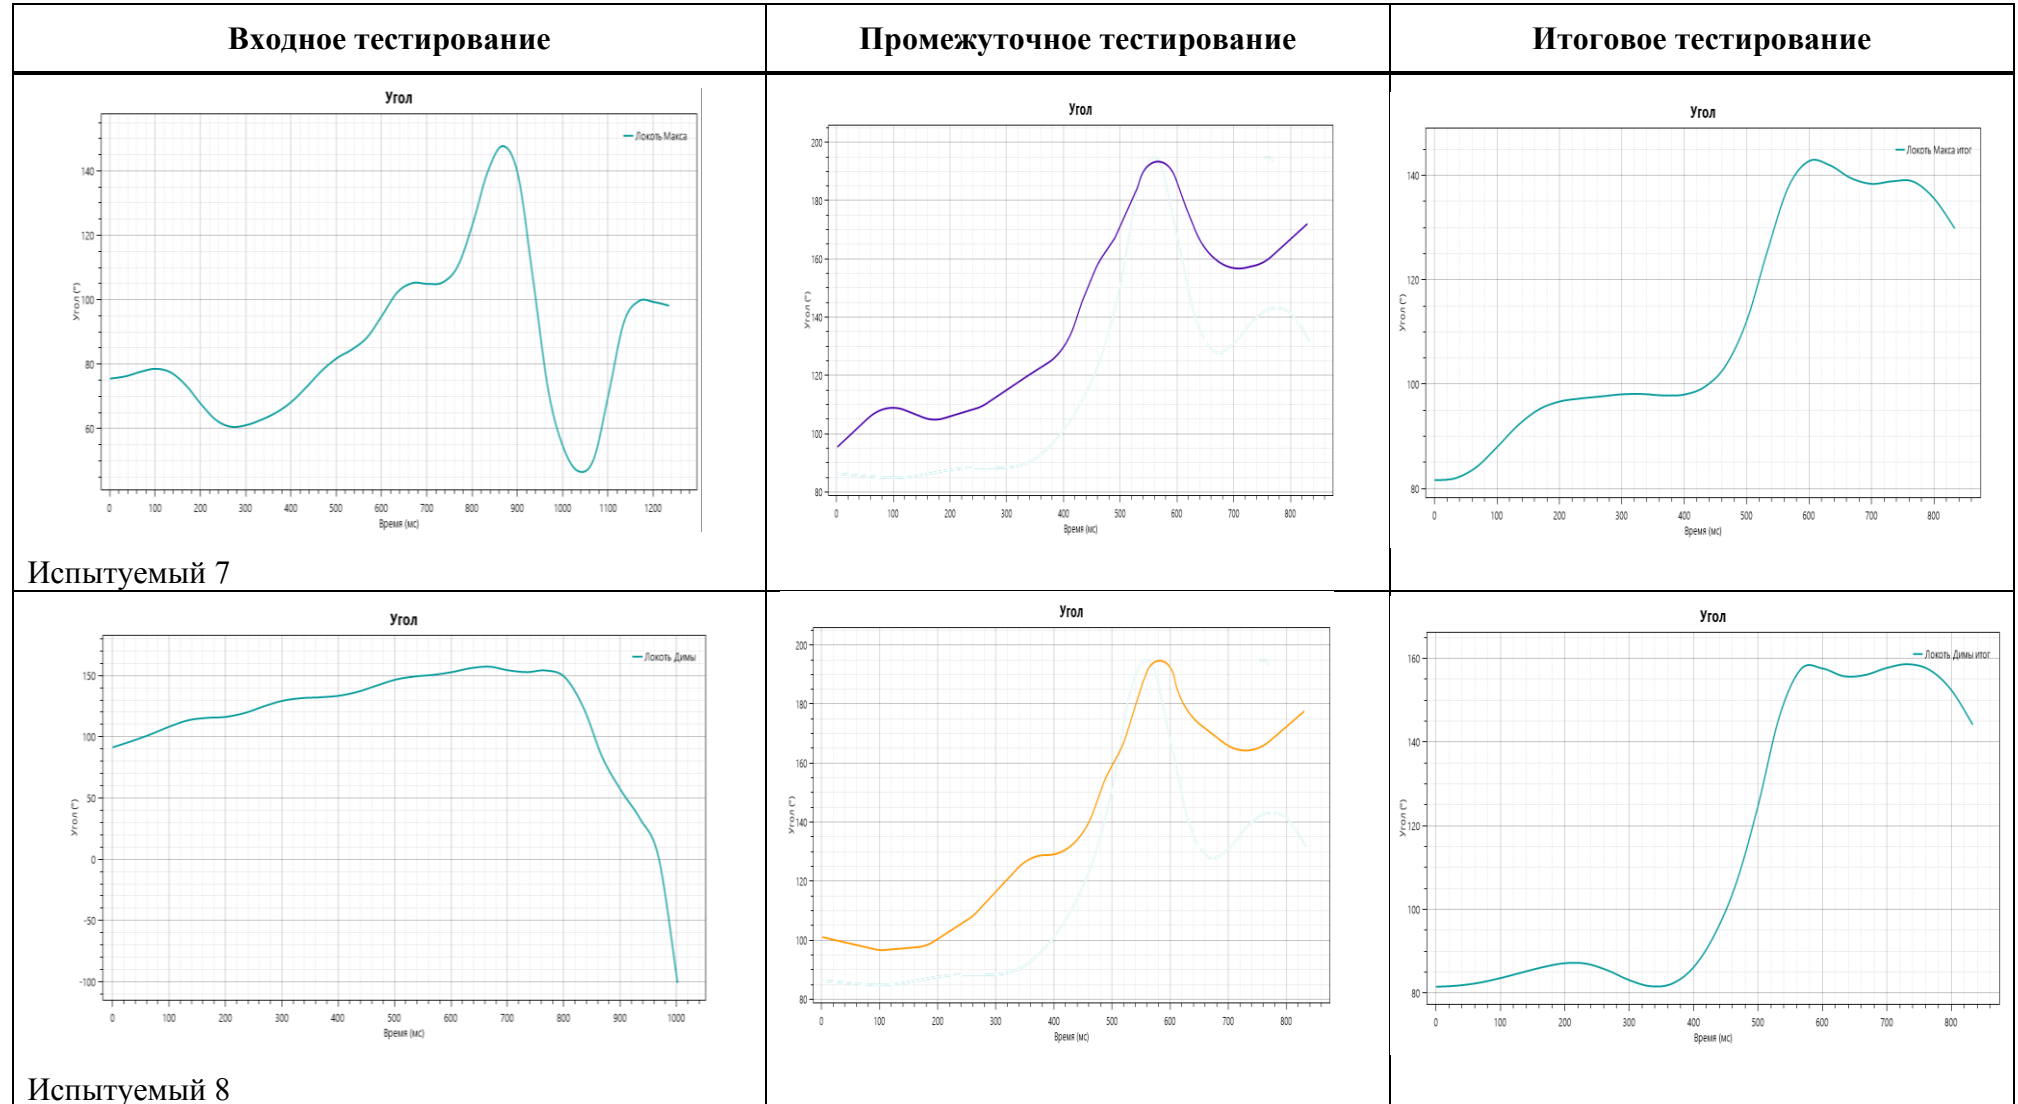 Входное тестирование
Промежуточное тестирование
Итоговое тестирование
Угол
Локоть Макса
Угол (°)
140
120
100
80
60
0 100 200 300 400 500 600 700 800 900 1000 1100 1200
Время (мс)
Испытуемый 7
Угол
Угол (°)
200
180
160
140
120
100
80
0 100 200 300 400 500 600 700 800
Время (мс)
Угол
Локоть Макса итог
Угол (°)
140
120
100
80
0 100 200 300 400 500 600 700 800
Время (мс)
Угол
Локоть Димы
Угол (°)
150
100
50
0
-50
-100
0 100 200 300 400 500 600 700 800 900 1000
Время (мс)
Испытуемый 8
Угол
Угол (°)
200
180
160
140
120
100
80
0 100 200 300 400 500 600 700 800
Время (мс)
Угол
Локоть Димы итог
Угол (°)
160
140
120
100
80
0 100 200 300 400 500 600 700 800
Время (мс)